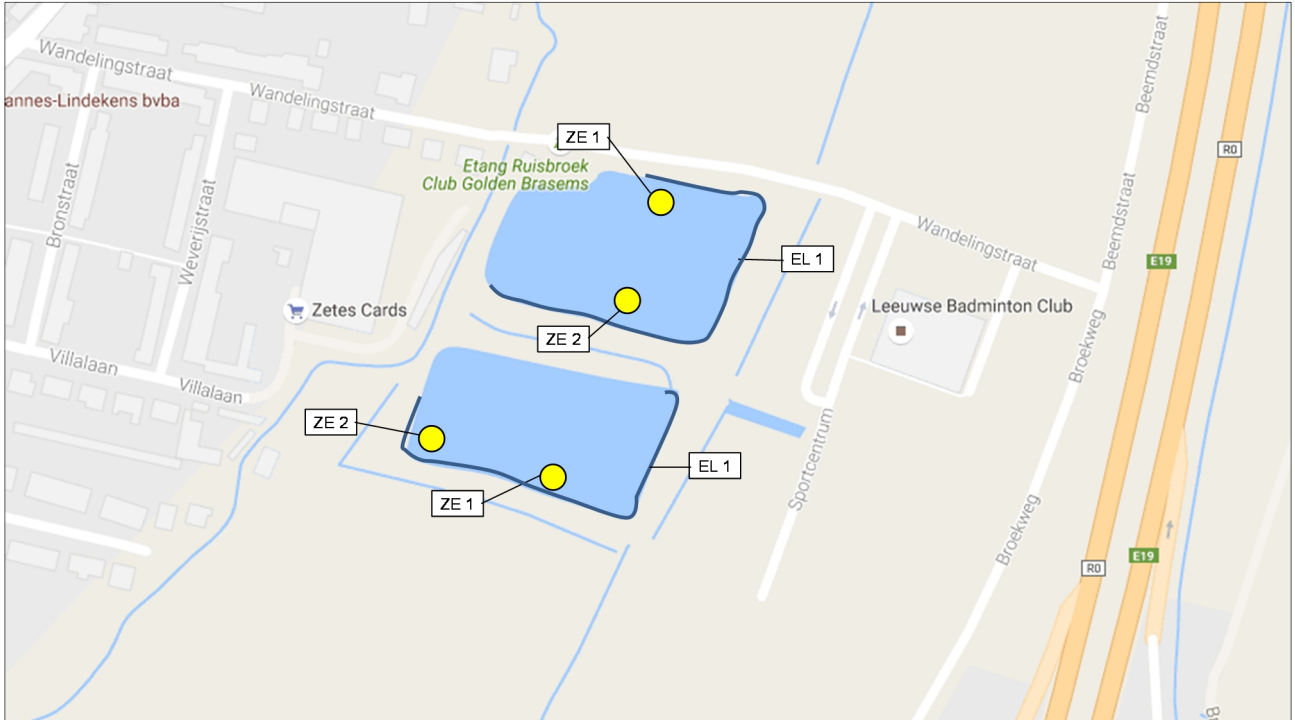 Wandelingstraat
annes-Lindekens bvba
Wandelingstraat
Beemdstraat
ZE 1
R0
Etang Ruisbroek
Club Golden Brasems
Bronstraat
Weverijstraat
Beemdstraat
Wandelingstraat
EL 1
E19
Zetes Cards
Leeuwse Badminton Club
ZE 2
Villalaan
Villalaan
Broekweg
ZE 2
EL 1
ZE 1
Sportcentrum
Broekweg
E19
R0